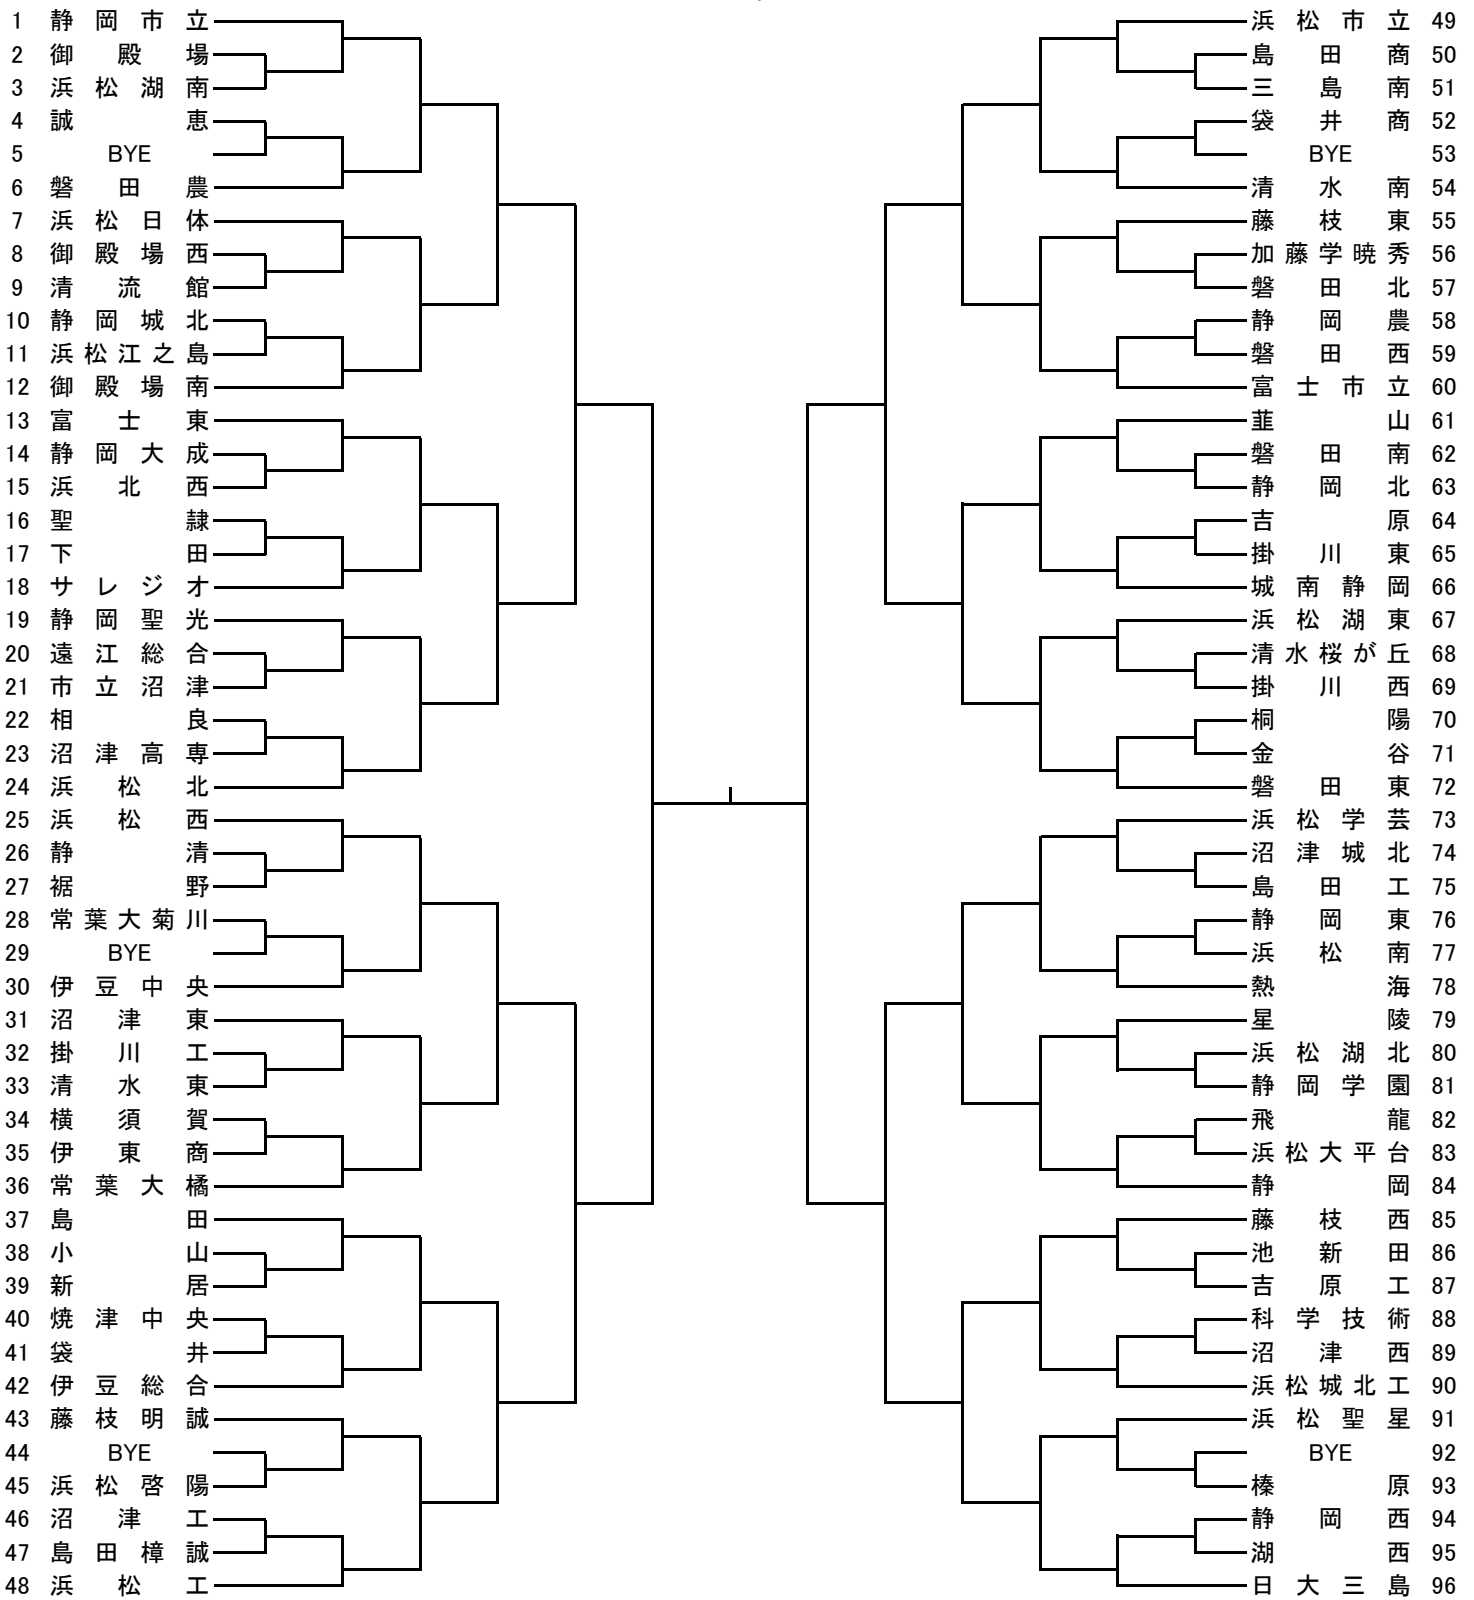 1 静岡市立
2 御殿場
3 浜松湖南
4 誠恵
5 BYE
6 磐田農
7 浜松日体
8 御殿場西
9 清流館
10 静岡城北
11 浜松江之島
12 御殿場南
13 富士東
14 静岡大成
15 浜北西
16 聖隷
17 下田
18 サレジオ
19 静岡聖光
20 遠江総合
21 市立沼津
22 相良
23 沼津高専
24 浜松北
25 浜松西
26 静清
27 裾野
28 常葉大菊川
29 BYE
30 伊豆中央
31 沼津東
32 掛川工
33 清水東
34 横須賀
35 伊東商
36 常葉大橘
37 島田
38 小山
39 新居
40 焼津中央
41 袋井
42 伊豆総合
43 藤枝明誠
44 BYE
45 浜松啓陽
46 沼津工
47 島田樟誠
48 浜松工
浜松市立 49
島田商 50
三島南 51
袋井商 52
BYE 53
清水南 54
藤枝東 55
加藤学暁秀 56
磐田北 57
静岡農 58
磐田西 59
富士市立 60
韮山 61
磐田南 62
静岡北 63
吉原 64
掛川東 65
城南静岡 66
浜松湖東 67
清水桜が丘 68
掛川西 69
桐陽 70
金谷 71
磐田東 72
浜松学芸 73
沼津城北 74
島田工 75
静岡東 76
浜松南 77
熱海 78
星陵 79
浜松湖北 80
静岡学園 81
飛龍 82
浜松大平台 83
静岡 84
藤枝西 85
池新田 86
吉原工 87
科学技術 88
沼津西 89
浜松城北工 90
浜松聖星 91
BYE 92
榛原 93
静岡西 94
湖西 95
日大三島 96